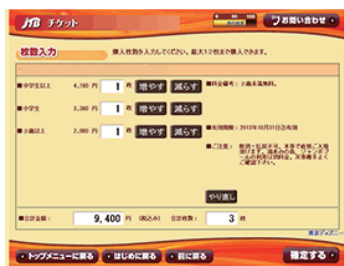 JTB チケット
お問い合わせ
枚数入力
購入枚数を入力してください。最大12枚まで購入できます。
■中学生以上 4,100 円 1 枚 増やす 減らす
■料金備考：2歳未満無料。
■小学生 3,300 円 1 枚 増やす 減らす
■2歳以上 2,000 円 1 枚 増やす 減らす
■有効期間：2013年10月31日迄有効
■ご注意：
やり直し
■合計金額： 9,400 円 (税込み) 合計枚数： 3 枚
トップメニューに戻る
はじめに戻る
前に戻る
確定する